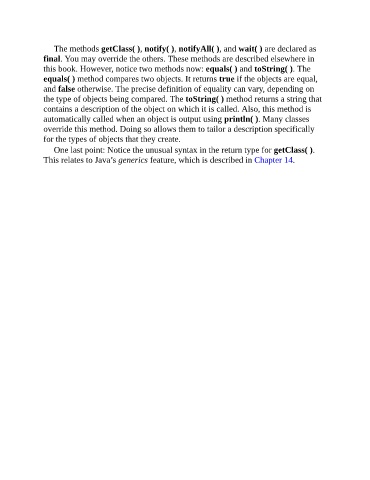 The methods getClass( ), notify( ), notifyAll( ), and wait( ) are declared as
final. You may override the others. These methods are described elsewhere in
this book. However, notice two methods now: equals( ) and toString( ). The
equals( ) method compares two objects. It returns true if the objects are equal,
and false otherwise. The precise definition of equality can vary, depending on
the type of objects being compared. The toString( ) method returns a string that
contains a description of the object on which it is called. Also, this method is
automatically called when an object is output using println( ). Many classes
override this method. Doing so allows them to tailor a description specifically
for the types of objects that they create.
One last point: Notice the unusual syntax in the return type for getClass( ).
This relates to Java's generics feature, which is described in Chapter 14.